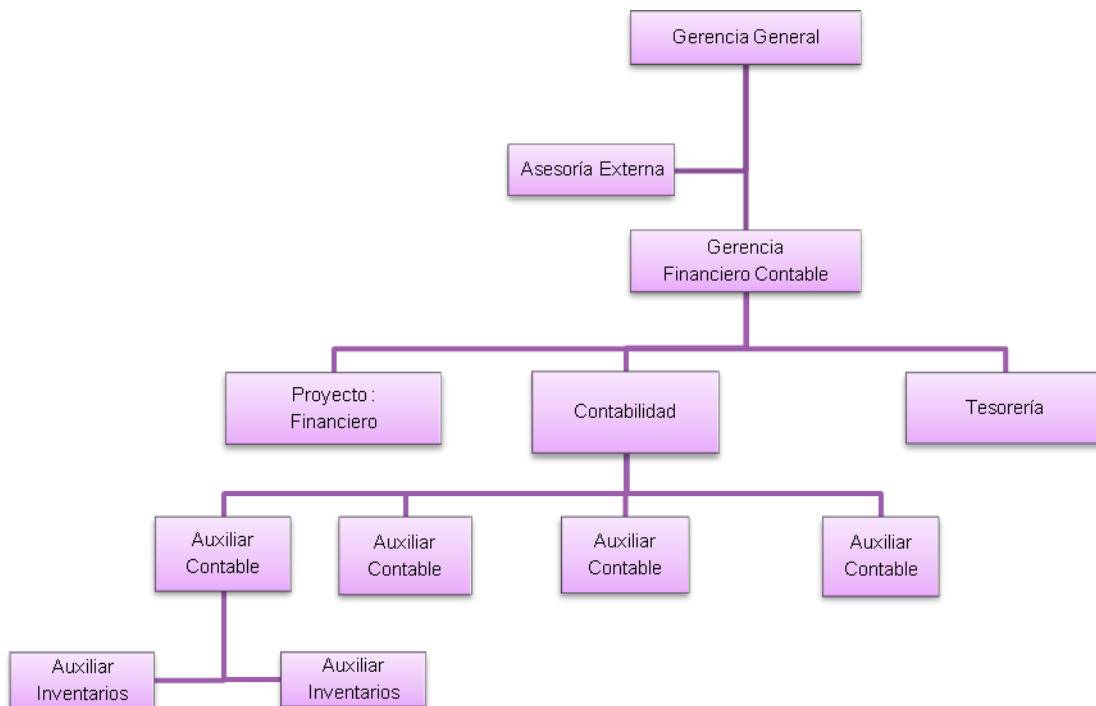 Gerencia General
Asesoría Externa
Gerencia
Financiero Contable
Proyecto :
Financiero
Contabilidad
Tesorería
Auxiliar
Contable
Auxiliar
Contable
Auxiliar
Contable
Auxiliar
Contable
Auxiliar
Inventarios
Auxiliar
Inventarios